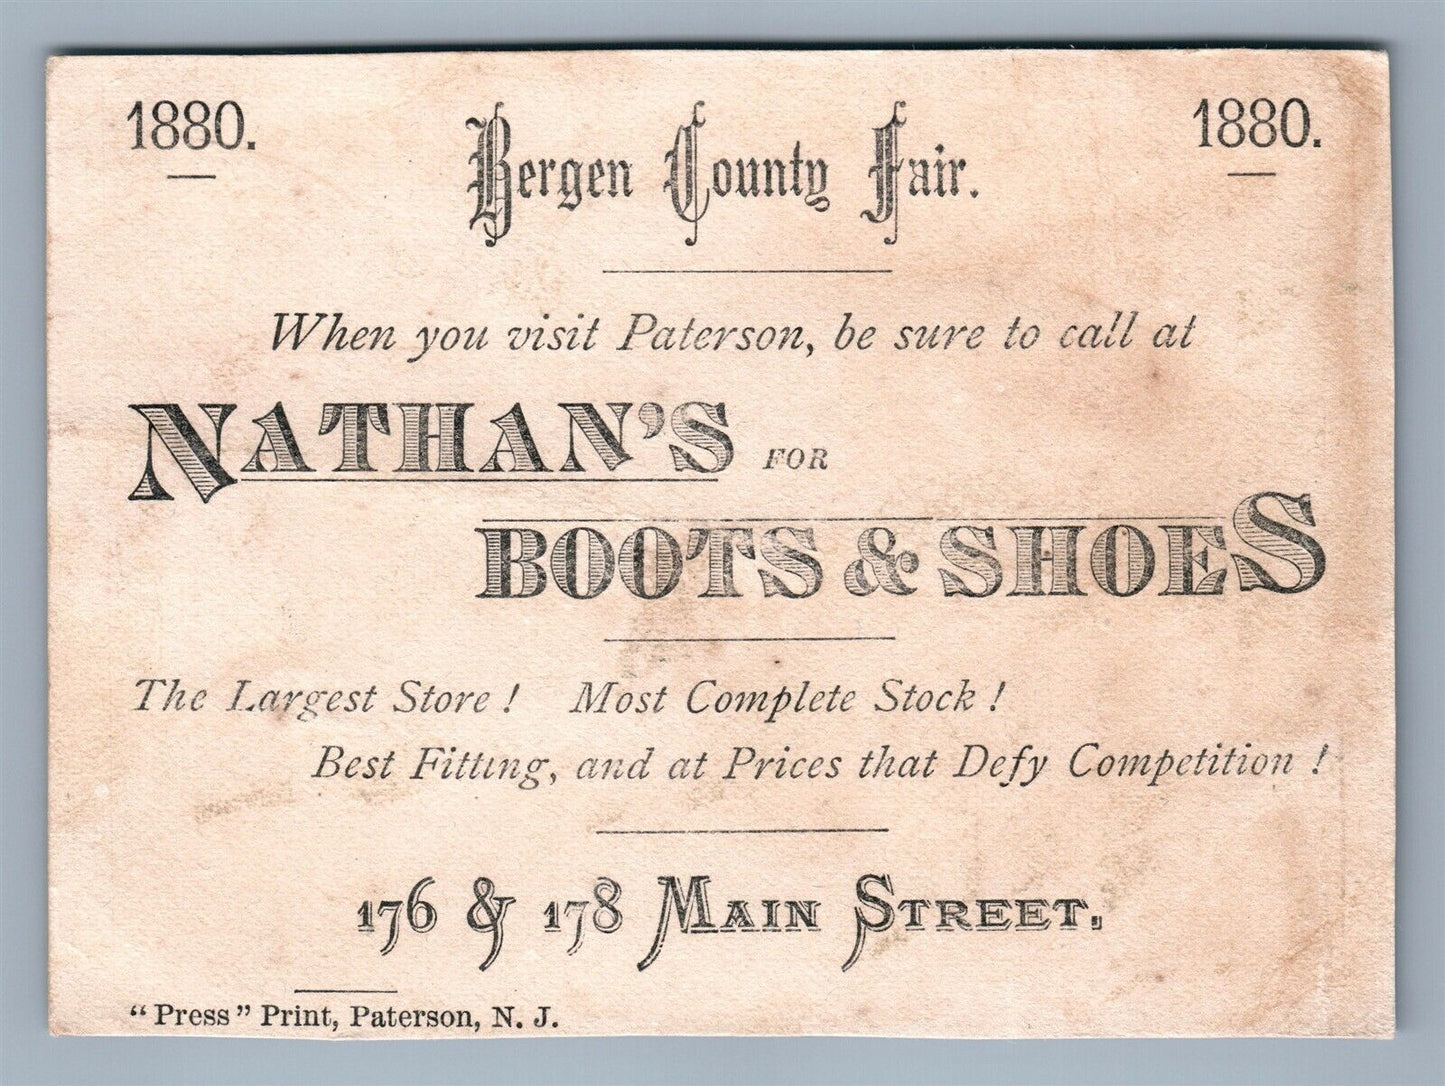 1880. Bergen County Fair. 1880.
When you visit Paterson, be sure to call at
NATHAN'S FOR
BOOTS & SHOES
The Largest Store! Most Complete Stock!
Best Fitting, and at Prices that Defy Competition!
176 & 178 MAIN STREET.
“Press” Print, Paterson, N. J.